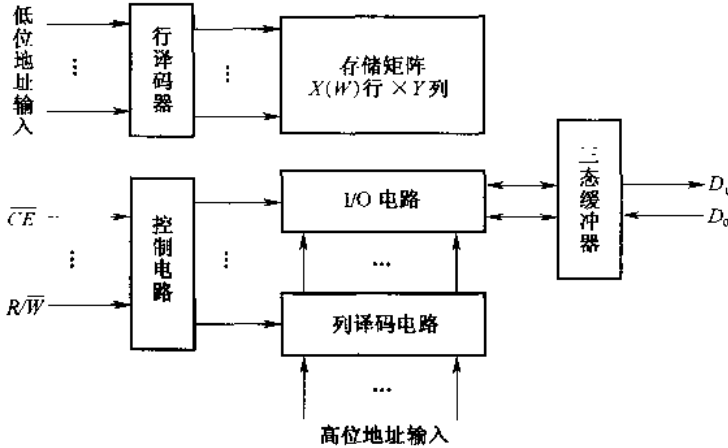 低位地址输入
行译码器
存储矩阵
X(W)行 × Y列
三态缓冲器
I/O 电路
控制电路
\overline{CE}
R/\overline{W}
列译码电路
高位地址输入